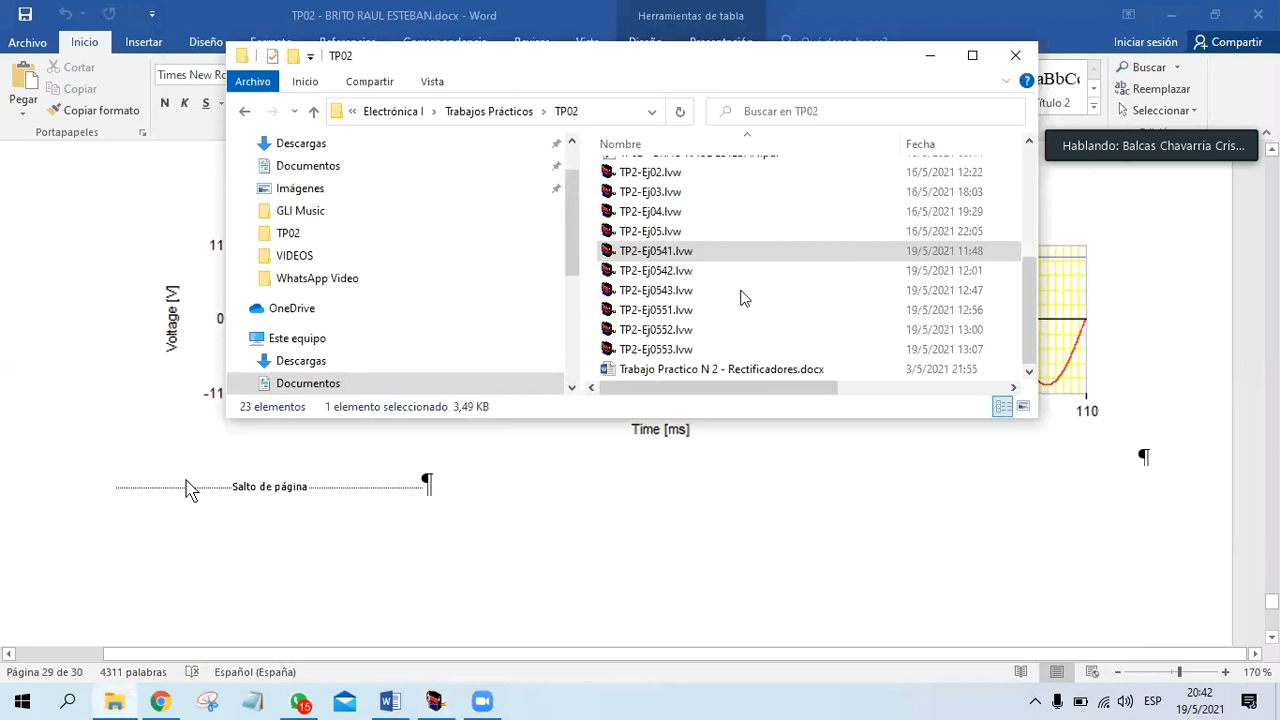 TP02 - BRITO RAUL ESTEBAN.docx - Word
Herramientas de tabla
Archivo
Inicio
Insertar
Diseño
Iniciar sesión
Compartir
Pegar
Cortar
Copiar
Copiar formato
Portapapeles
Times New Ro
N K S
Título 2
Buscar
Reemplazar
Seleccionar
TP02
Archivo
Inicio
Compartir
Vista
« Electrónica I > Trabajos Prácticos > TP02
Buscar en TP02
Hablando: Balcas Chavarria Cris...
Descargas
Documentos
Imágenes
GLI Music
TP02
VIDEOS
WhatsApp Video
OneDrive
Este equipo
Descargas
Documentos
Nombre Fecha
TP2-Ej02.lvw 16/5/2021 12:22
TP2-Ej03.lvw 16/5/2021 18:03
TP2-Ej04.lvw 16/5/2021 19:29
TP2-Ej05.lvw 16/5/2021 22:05
TP2-Ej0541.lvw 19/5/2021 11:48
TP2-Ej0542.lvw 19/5/2021 12:01
TP2-Ej0543.lvw 19/5/2021 12:47
TP2-Ej0551.lvw 19/5/2021 12:56
TP2-Ej0552.lvw 19/5/2021 13:00
TP2-Ej0553.lvw 19/5/2021 13:07
Trabajo Practico N 2 - Rectificadores.docx 3/5/2021 21:55
23 elementos 1 elemento seleccionado 3,49 KB
11
Voltage [V]
0
-11
Time [ms]
110
¶
Salto de página ¶
Página 29 de 30 4311 palabras Español (España) 170 %
15
ESP
20:42
19/5/2021